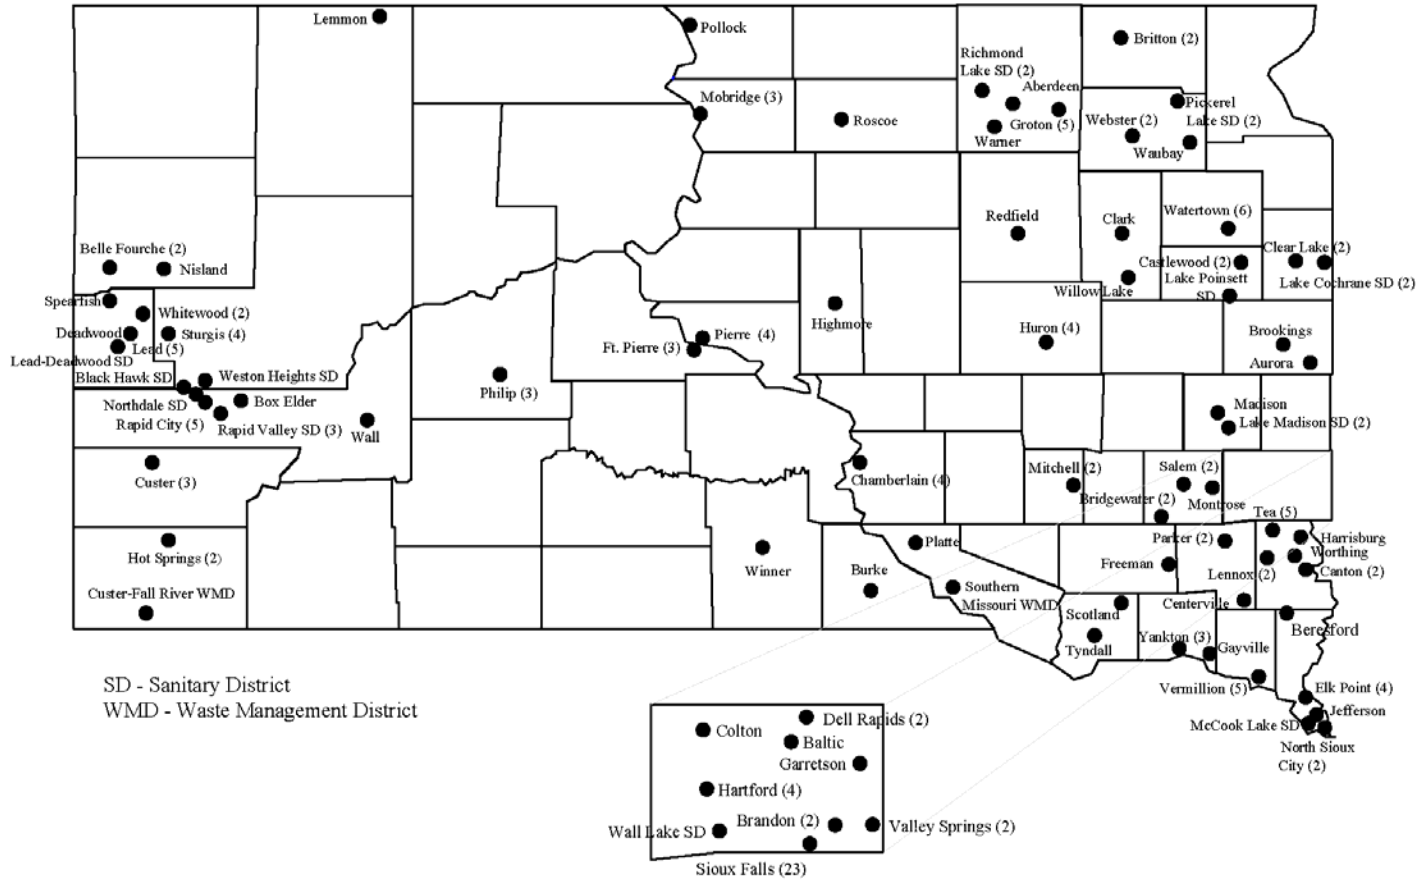 Lemmon
Pollock
Britton (2)
Richmond
Lake SD (2)
Aberdeen
Mobridge (3)
Pickerel
Lake SD (2)
Roscoe
Groton (5)
Webster (2)
Warner
Waubay
Redfield
Clark
Watertown (6)
Belle Fourche (2)
Nisland
Clear Lake (2)
Castlewood (2)
Lake Poinsett
SD
Lake Cochrane SD (2)
Willow Lake
Spearfish
Whitewood (2)
Deadwood
Sturgis (4)
Lead (5)
Lead-Deadwood SD
Black Hawk SD
Weston Heights SD
Highmore
Huron (4)
Brookings
Aurora
Pierre (4)
Ft. Pierre (3)
Philip (3)
Northdale SD
Box Elder
Rapid City (5)
Rapid Valley SD (3)
Wall
Madison
Lake Madison SD (2)
Custer (3)
Chamberlain (4)
Mitchell (2)
Salem (2)
Bridgewater (2)
Montrose
Tea (5)
Hot Springs (2)
Winner
Platte
Parker (2)
Harrisburg
Worthing
Freeman
Lennox (2)
Canton (2)
Custer-Fall River WMD
Burke
Southern
Missouri WMD
Scotland
Centerville
Beresford
Tyndall
Yankton (3)
Gayville
Vermillion (5)
Elk Point (4)
Jefferson
McCook Lake SD
North Sioux
City (2)
SD - Sanitary District
WMD - Waste Management District
Colton
Dell Rapids (2)
Baltic
Garretson
Hartford (4)
Wall Lake SD
Brandon (2)
Valley Springs (2)
Sioux Falls (23)